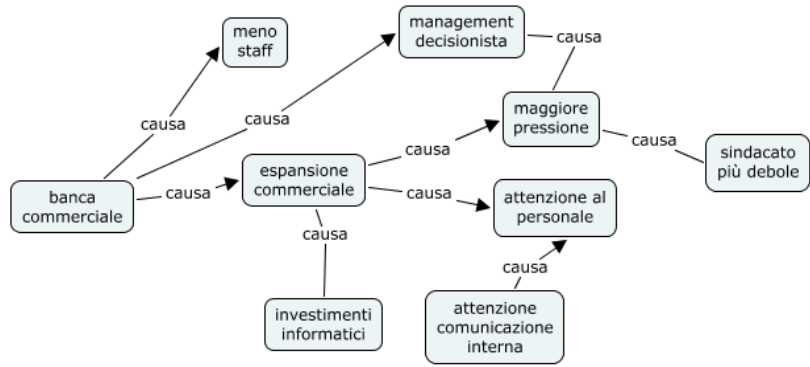 meno
staff
management
decisionista
causa
causa
causa
maggiore
pressione
causa
sindacato
più debole
causa
espansione
commerciale
banca
commerciale
causa
causa
attenzione al
personale
causa
causa
investimenti
informatici
attenzione
comunicazione
interna